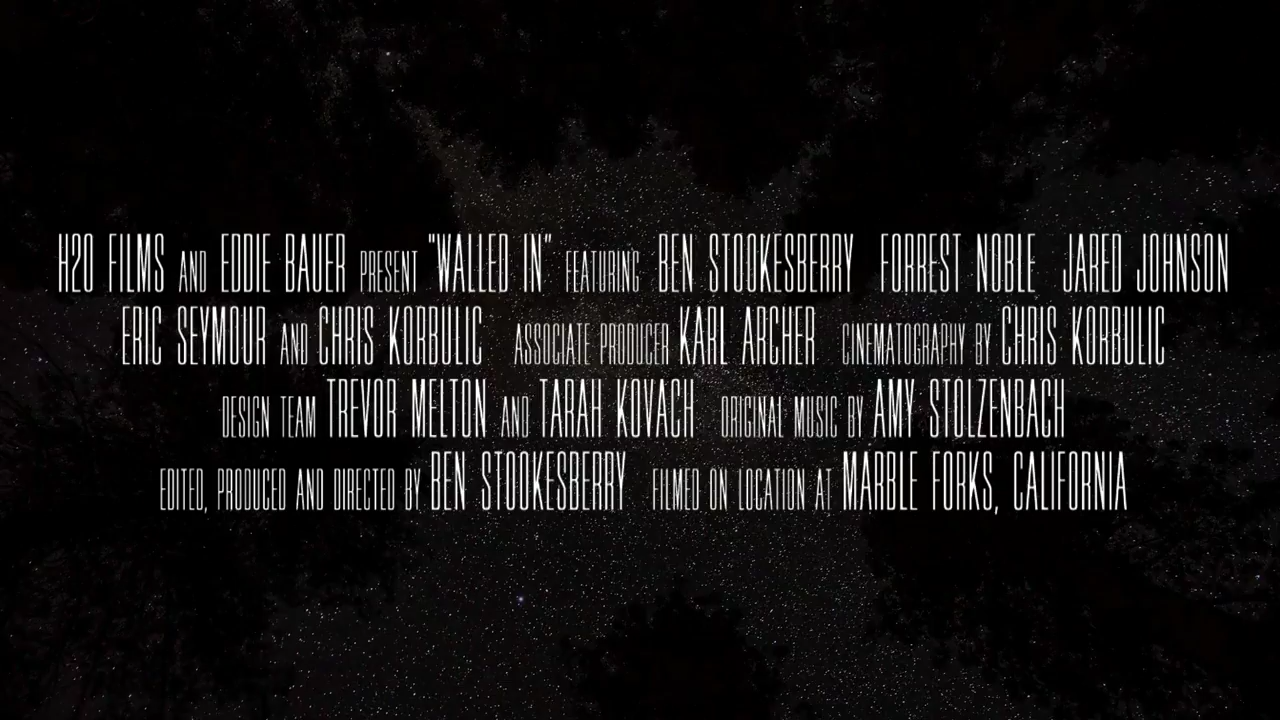 H2O FILMS AND EDDIE BAUER PRESENT "WALLED IN" FEATURING BEN STOOKESBERRY FORREST NOBLE JARED JOHNSON
ERIC SEYMOUR AND CHRIS KORBULIC ASSOCIATE PRODUCER KARL ARCHER CINEMATOGRAPHY BY CHRIS KORBULIC
DESIGN TEAM TREVOR MELTON AND TARAH KOVACH ORIGINAL MUSIC BY AMY STOLZENBACH
EDITED, PRODUCED AND DIRECTED BY BEN STOOKESBERRY FILMED ON LOCATION AT MARBLE FORKS, CALIFORNIA